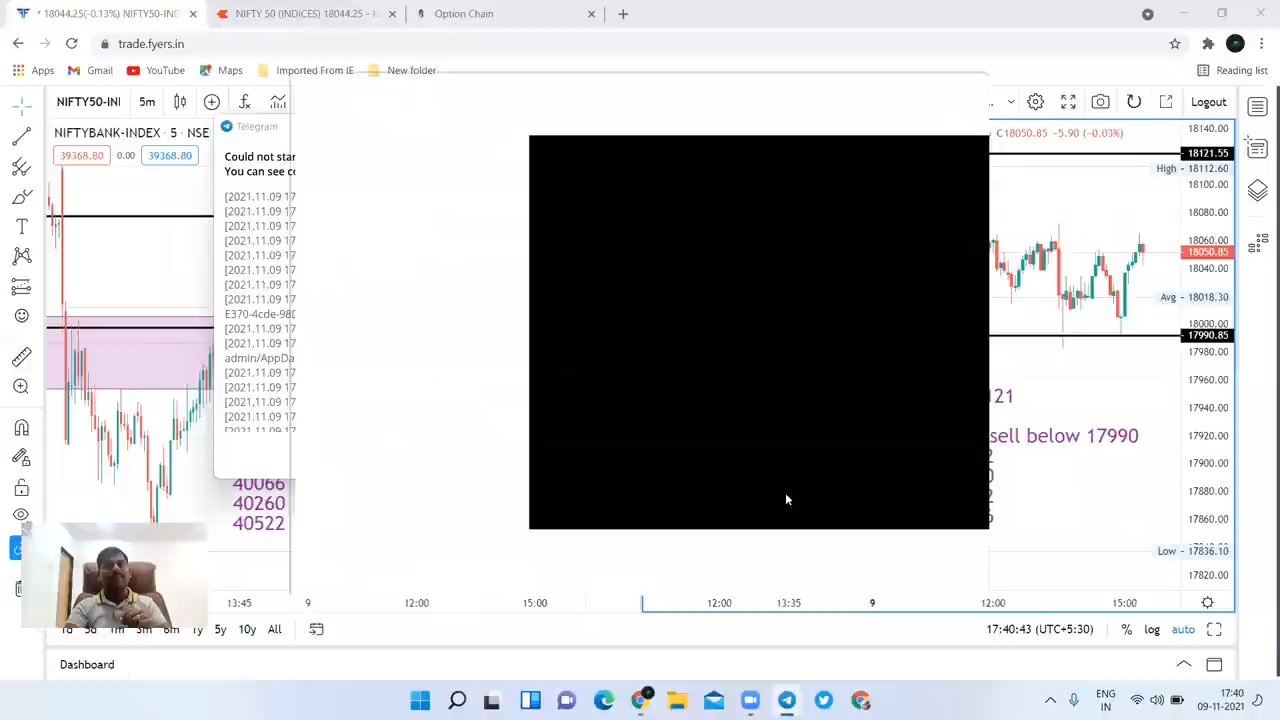 * 18044.25(-0.13%) NIFTY50-IND
NIFTY 50 (INDICES) 18044.25 -
Option Chain
trade.fyers.in
Apps
Gmail
YouTube
Maps
Imported From IE
New folder
Reading list
NIFTY50-INI
5m
Logout
NIFTYBANK-INDEX · 5 · NSE
39368.80
0.00
39368.80
Telegram
Could not star
You can see co
[2021.11.09 17
[2021.11.09 17
[2021.11.09 17
[2021.11.09 17
[2021.11.09 17
[2021.11.09 17
[2021.11.09 17
[2021.11.09 17
E370-4cde-98D
[2021.11.09 17
[2021.11.09 17
admin/AppDa
[2021.11.09 17
[2021.11.09 17
[2021.11.09 17
[2021.11.09 17
[2021.11.09 17
40066
40260
40522
C18050.85 -5.90 (-0.03%)
18140.00
18121.55
High - 18112.60
18100.00
18080.00
18060.00
18050.85
18040.00
Avg - 18018.30
18000.00
17990.85
17980.00
17960.00
17940.00
17920.00
17900.00
17880.00
17860.00
Low - 17836.10
17820.00
121
sell below 17990
13:45
9
12:00
15:00
12:00
13:35
9
12:00
15:00
1d
5d
1m
3m
6m
1y
5y
10y
All
17:40:43 (UTC+5:30)
%
log
auto
Dashboard
ENG
IN
17:40
09-11-2021